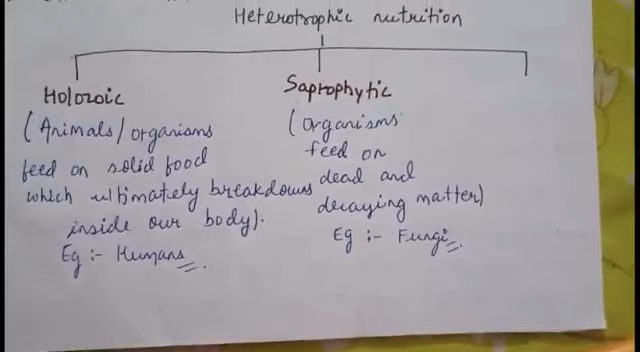 Heterotrophic nutrition
Holozoic
(Animals/organisms
feed on solid food
which ultimately breakdowns
inside our body).
Eg :- Humans.
Saprophytic
(organisms
feed on
dead and
decaying matter)
Eg :- Fungi.